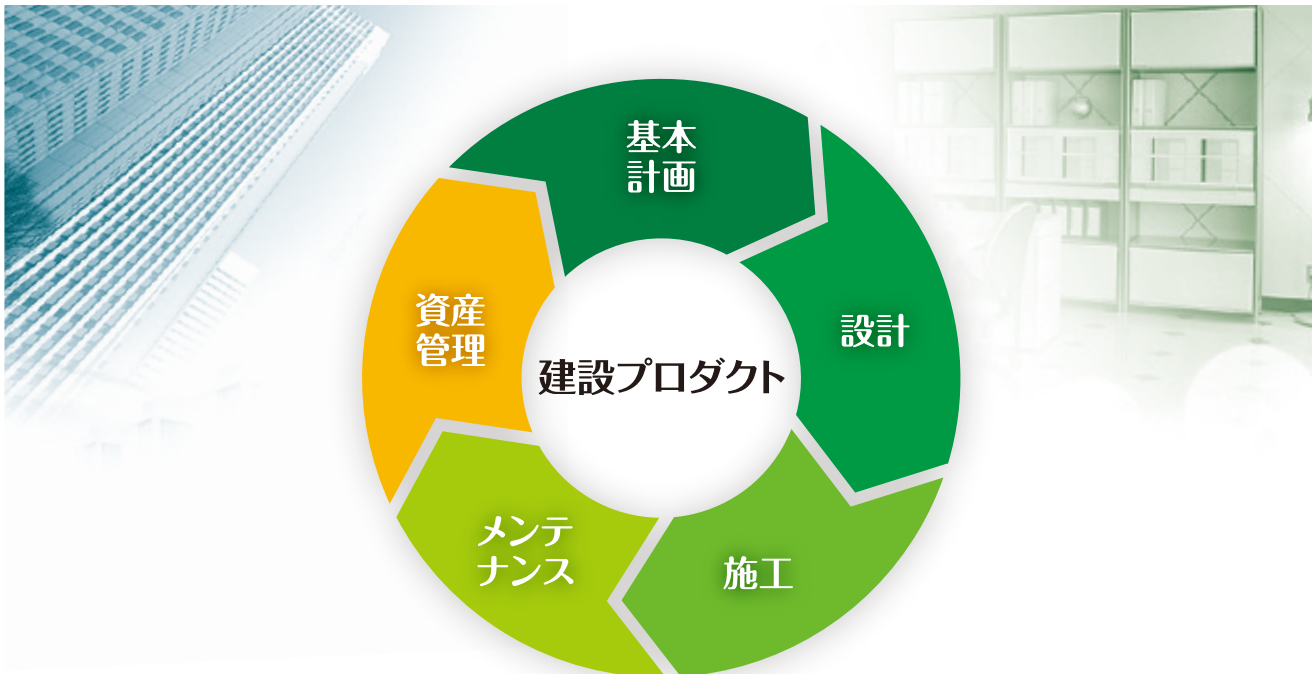 基本
計画
設計
施工
メンテ
ナンス
資産
管理
建設プロダクト